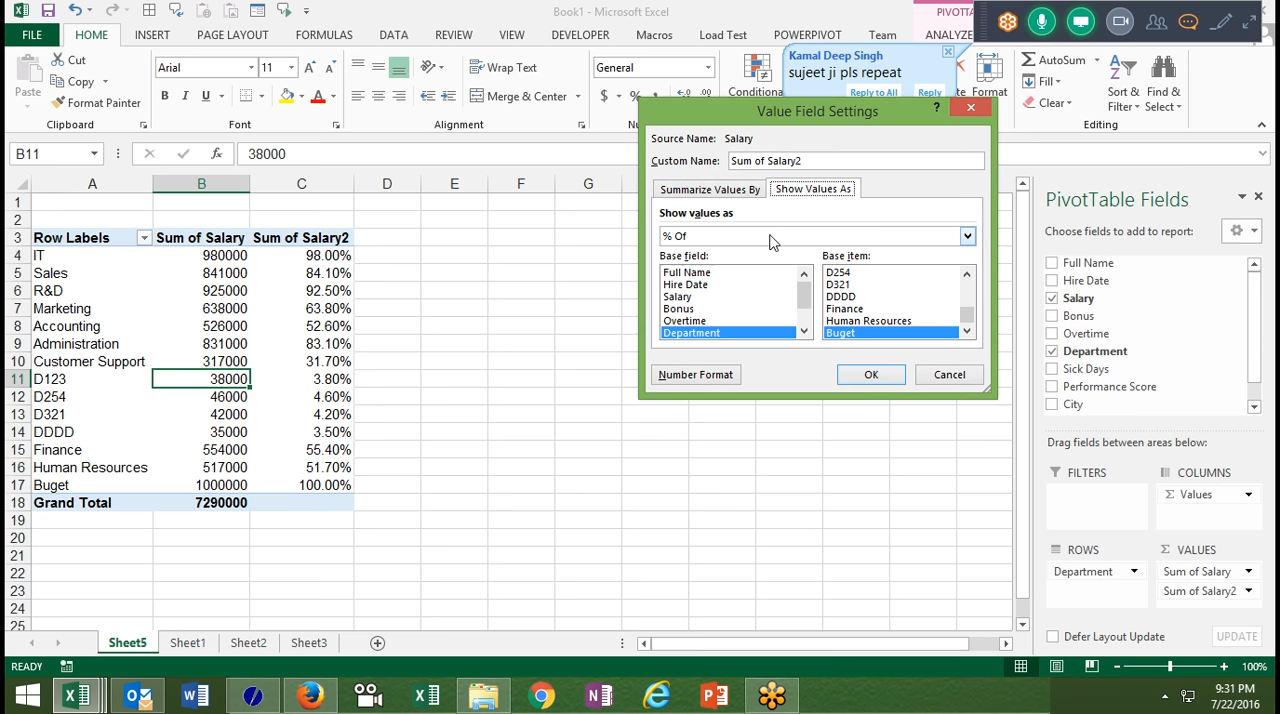 Book1 - Microsoft Excel
PIVOTT
FILE HOME INSERT PAGE LAYOUT DATA REVIEW Macros Load Test POWERPIVOT Team ANALYZE
Kamal Deep Singh
sujeet ji pls repeat
Reply to All Reply
Paste
Cut
Copy
Format Painter
Clipboard
Arial 11
B I U
Font
Wrap Text
Merge & Center
Alignment
General
$ %
Conditiona
Format
AutoSum
Fill
Clear
Sort & Filter
Find & Select
Editing
B11 fx 38000
A B C D E F G
1
2
3 Row Labels Sum of Salary Sum of Salary2
4 IT 980000 98.00%
5 Sales 841000 84.10%
6 R&D 925000 92.50%
7 Marketing 638000 63.80%
8 Accounting 526000 52.60%
9 Administration 831000 83.10%
10 Customer Support 317000 31.70%
11 D123 38000 3.80%
12 D254 46000 4.60%
13 D321 42000 4.20%
14 DDDD 35000 3.50%
15 Finance 554000 55.40%
16 Human Resources 517000 51.70%
17 Buget 1000000 100.00%
18 Grand Total 7290000
19
20
21
22
23
24
25
Value Field Settings ?
Source Name: Salary
Custom Name: Sum of Salary2
Summarize Values By Show Values As
Show values as
% Of
Base field: Base item:
Full Name D254
Hire Date D321
Salary DDDD
Bonus Finance
Overtime Human Resources
Department Buget
Number Format OK Cancel
PivotTable Fields
Choose fields to add to report:
Full Name
Hire Date
Salary
Bonus
Overtime
Department
Sick Days
Performance Score
City
Drag fields between areas below:
FILTERS COLUMNS
Σ Values
ROWS Σ VALUES
Department Sum of Salary
Sum of Salary2
Defer Layout Update UPDATE
Sheet5 Sheet1 Sheet2 Sheet3
READY 100%
9:31 PM
7/22/2016